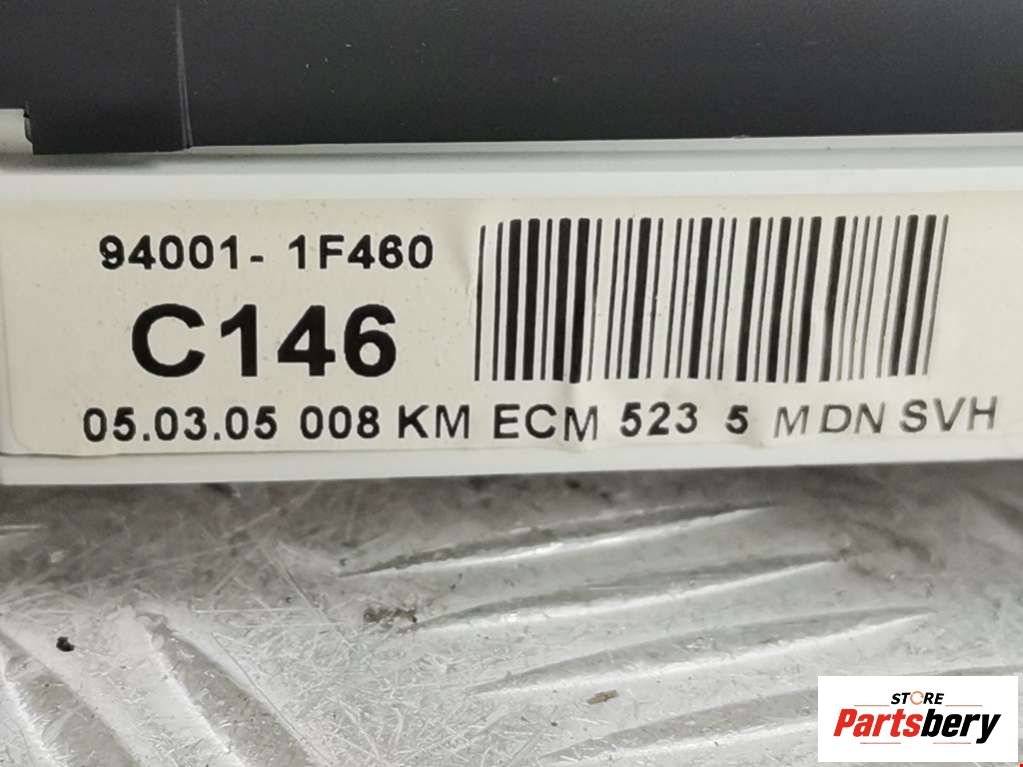 94001- 1F460
C146
05.03.05 008 KM ECM 523 5 M DN SVH
STORE
Partsbery